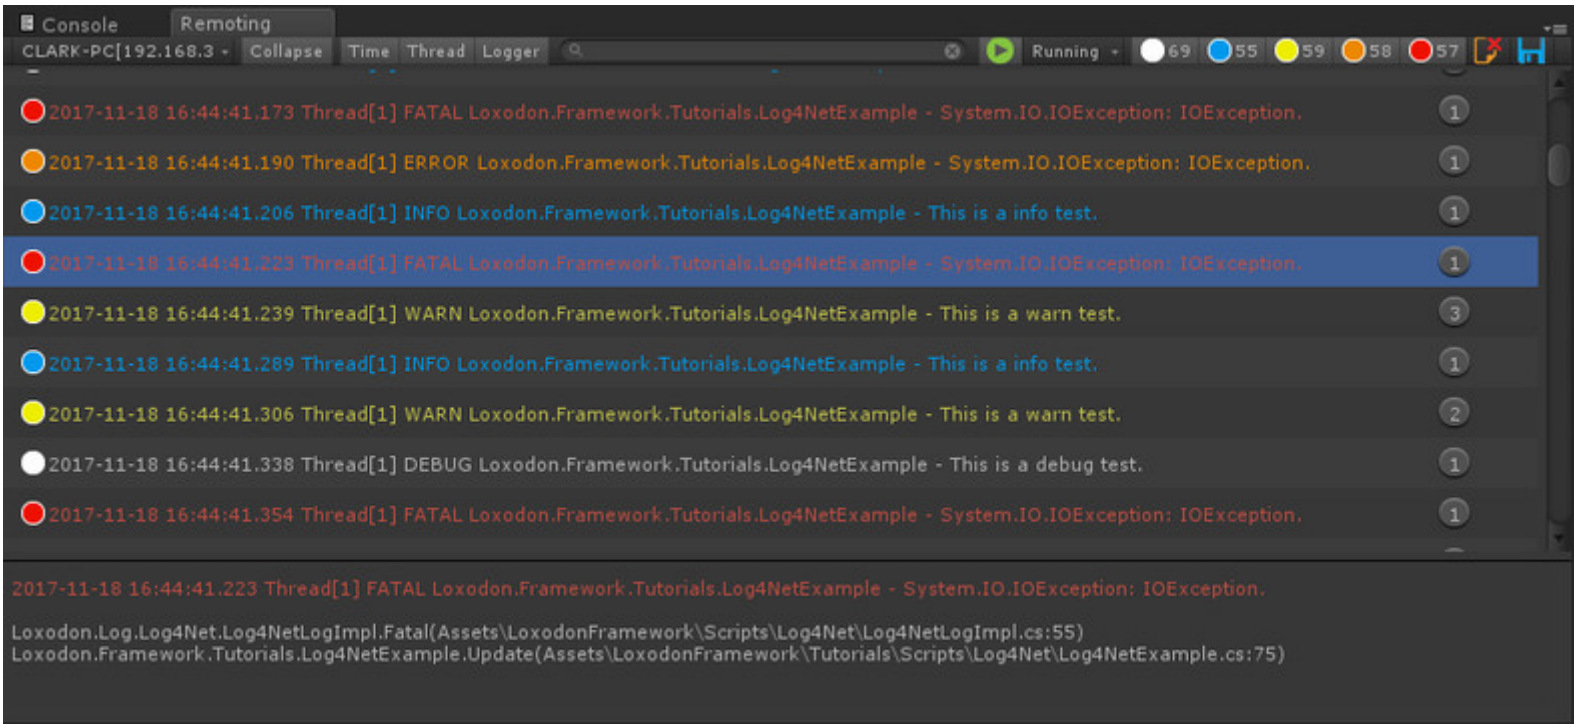 Console Remoting
CLARK-PC[192.168.3 Collapse Time Thread Logger Running 69 55 59 58 57
2017-11-18 16:44:41.173 Thread[1] FATAL Loxodon.Framework.Tutorials.Log4NetExample - System.IO.IOException: IOException. 1
2017-11-18 16:44:41.190 Thread[1] ERROR Loxodon.Framework.Tutorials.Log4NetExample - System.IO.IOException: IOException. 1
2017-11-18 16:44:41.206 Thread[1] INFO Loxodon.Framework.Tutorials.Log4NetExample - This is a info test. 1
2017-11-18 16:44:41.223 Thread[1] FATAL Loxodon.Framework.Tutorials.Log4NetExample - System.IO.IOException: IOException. 1
2017-11-18 16:44:41.239 Thread[1] WARN Loxodon.Framework.Tutorials.Log4NetExample - This is a warn test. 3
2017-11-18 16:44:41.289 Thread[1] INFO Loxodon.Framework.Tutorials.Log4NetExample - This is a info test. 1
2017-11-18 16:44:41.306 Thread[1] WARN Loxodon.Framework.Tutorials.Log4NetExample - This is a warn test. 2
2017-11-18 16:44:41.338 Thread[1] DEBUG Loxodon.Framework.Tutorials.Log4NetExample - This is a debug test. 1
2017-11-18 16:44:41.354 Thread[1] FATAL Loxodon.Framework.Tutorials.Log4NetExample - System.IO.IOException: IOException. 1
2017-11-18 16:44:41.223 Thread[1] FATAL Loxodon.Framework.Tutorials.Log4NetExample - System.IO.IOException: IOException.
Loxodon.Log.Log4Net.Log4NetLogImpl.Fatal(Assets\LoxodonFramework\Scripts\Log4Net\Log4NetLogImpl.cs:55)
Loxodon.Framework.Tutorials.Log4NetExample.Update(Assets\LoxodonFramework\Tutorials\Scripts\Log4Net\Log4NetExample.cs:75)